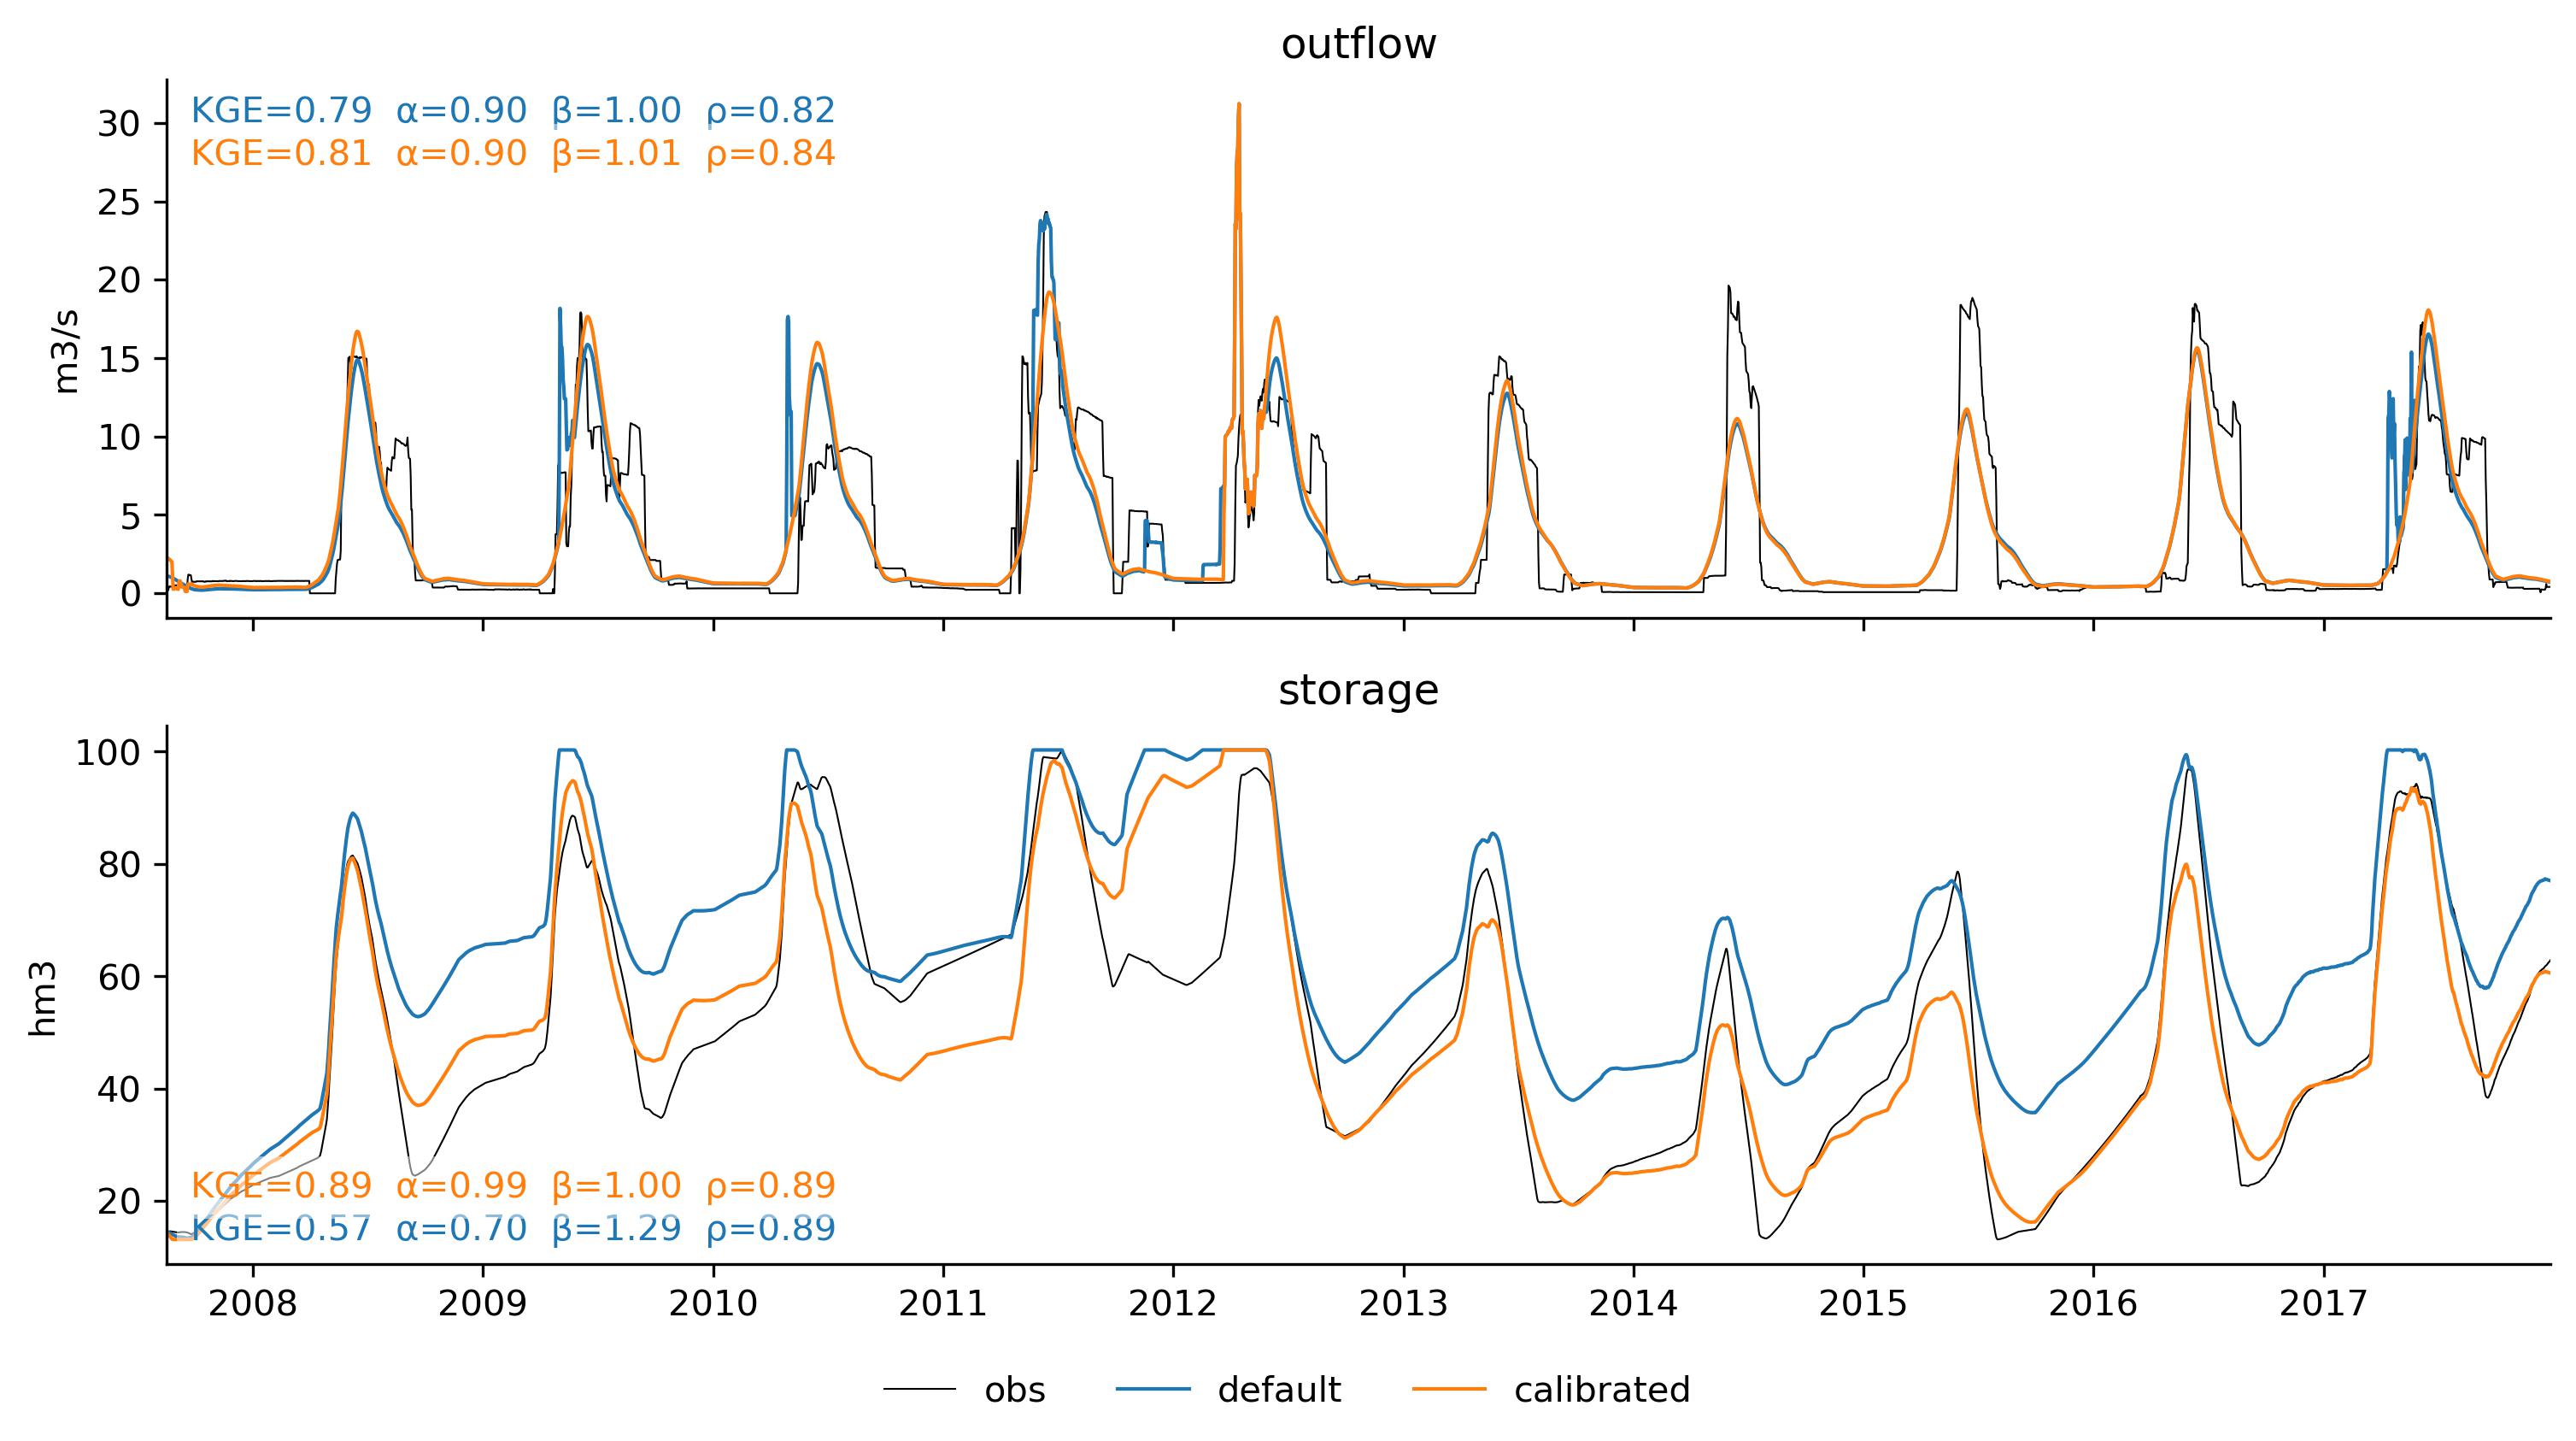 outflow
KGE=0.79 α=0.90 β=1.00 ρ=0.82
KGE=0.81 α=0.90 β=1.01 ρ=0.84
m3/s
30
25
20
15
10
5
0
storage
hm3
100
80
60
40
20
KGE=0.89 α=0.99 β=1.00 ρ=0.89
KGE=0.57 α=0.70 β=1.29 ρ=0.89
2008 2009 2010 2011 2012 2013 2014 2015 2016 2017
obs default calibrated